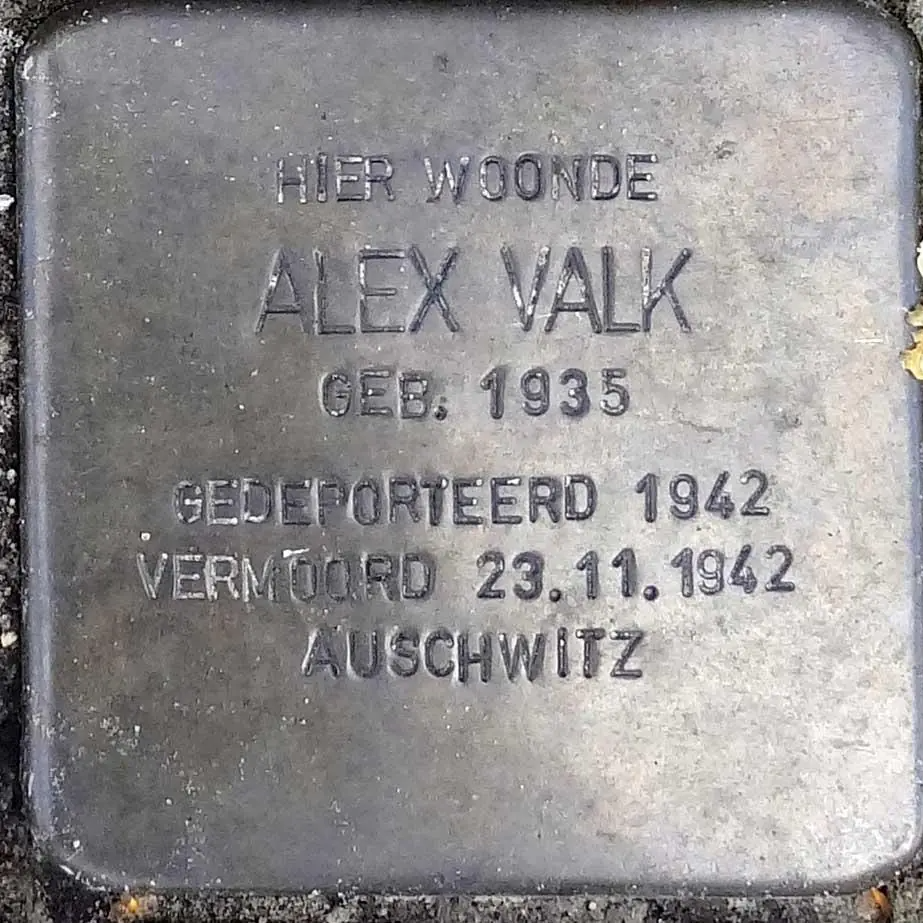 HIER WOONDE
ALEX VALK
GEB. 1935
GEDEPORTEERD 1942
VERMOORD 23.11.1942
AUSCHWITZ